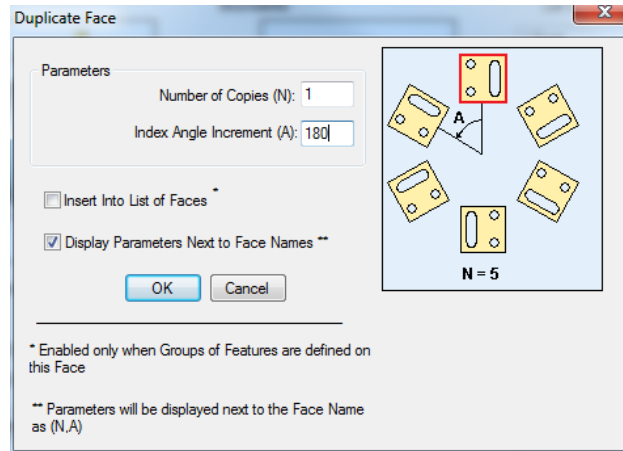 Duplicate Face
Parameters
Number of Copies (N): 1
Index Angle Increment (A): 180
A
Insert Into List of Faces *
Display Parameters Next to Face Names **
OK Cancel
N = 5
* Enabled only when Groups of Features are defined on
this Face
** Parameters will be displayed next to the Face Name
as (N,A)